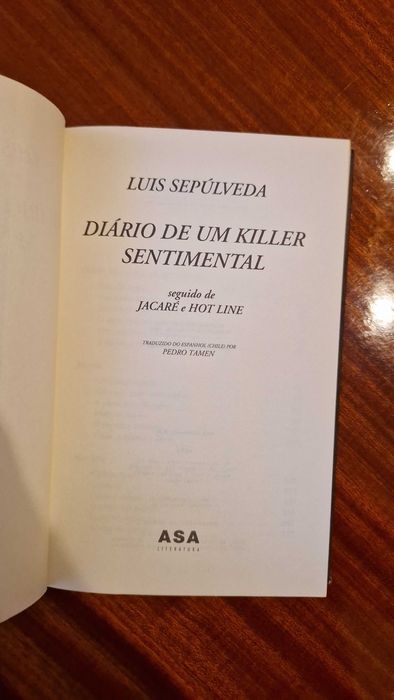 LUIS SEPÚLVEDA
DIÁRIO DE UM KILLER
SENTIMENTAL
seguido de
JACARÉ e HOT LINE
TRADUZIDO DO ESPANHOL (CHILE) POR
PEDRO TAMEN
ASA
LITERATURA